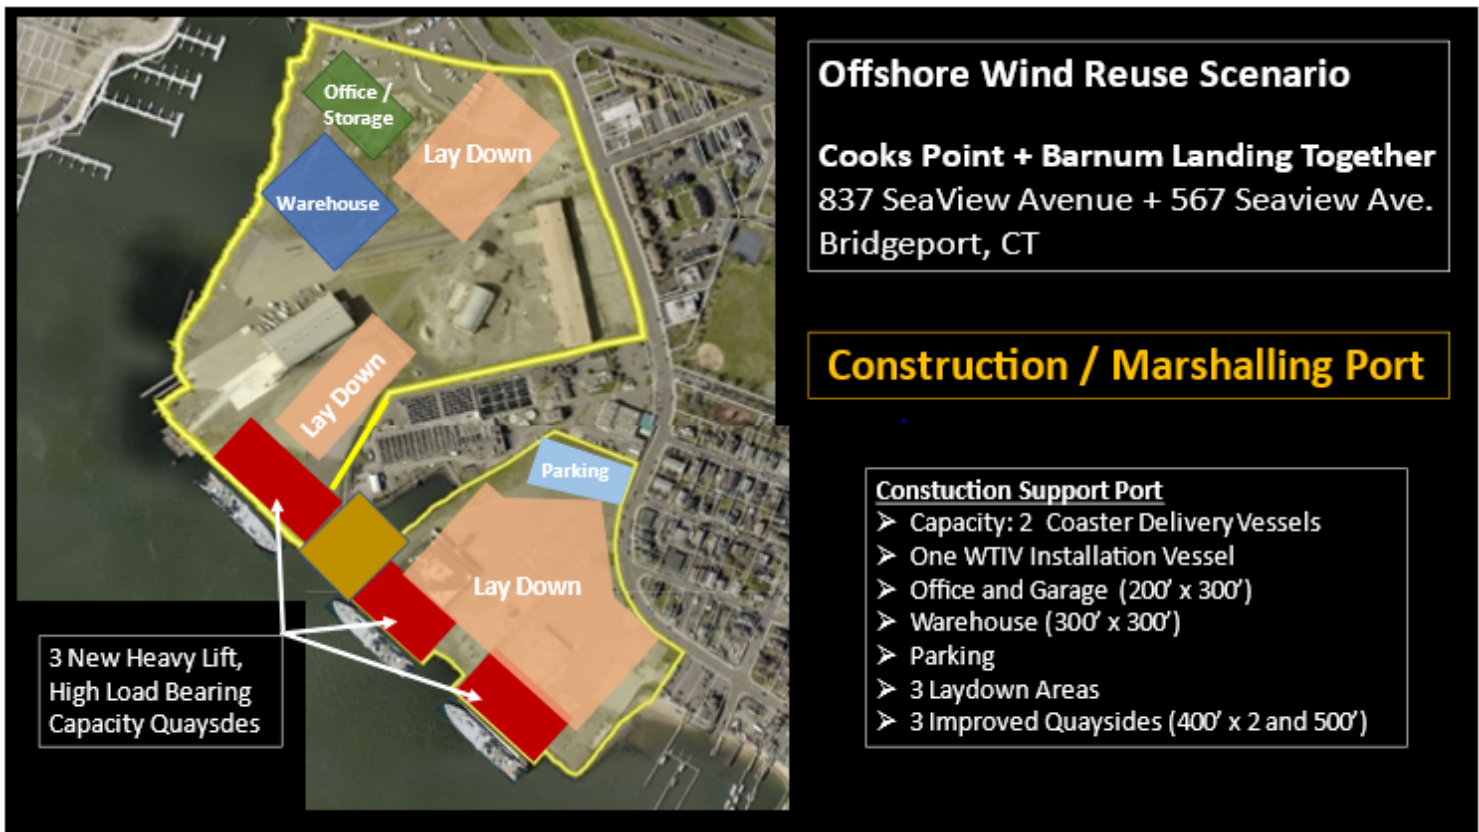 Offshore Wind Reuse Scenario
Cooks Point + Barnum Landing Together
837 SeaView Avenue + 567 Seaview Ave.
Bridgeport, CT
Construction / Marshalling Port
Constuction Support Port
➢ Capacity: 2 Coaster Delivery Vessels
➢ One WTIV Installation Vessel
➢ Office and Garage (200’ x 300’)
➢ Warehouse (300’ x 300’)
➢ Parking
➢ 3 Laydown Areas
➢ 3 Improved Quaysides (400’ x 2 and 500’)
Office /
Storage
Lay Down
Warehouse
Lay Down
Parking
Lay Down
3 New Heavy Lift,
High Load Bearing
Capacity Quaysdes